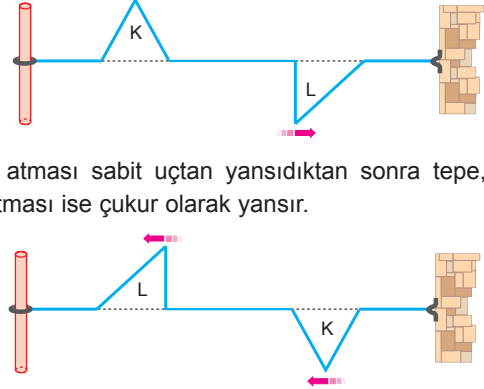 K
L
atması sabit uçtan yansıdıktan sonra tepe,
tması ise çukur olarak yansır.
L
K